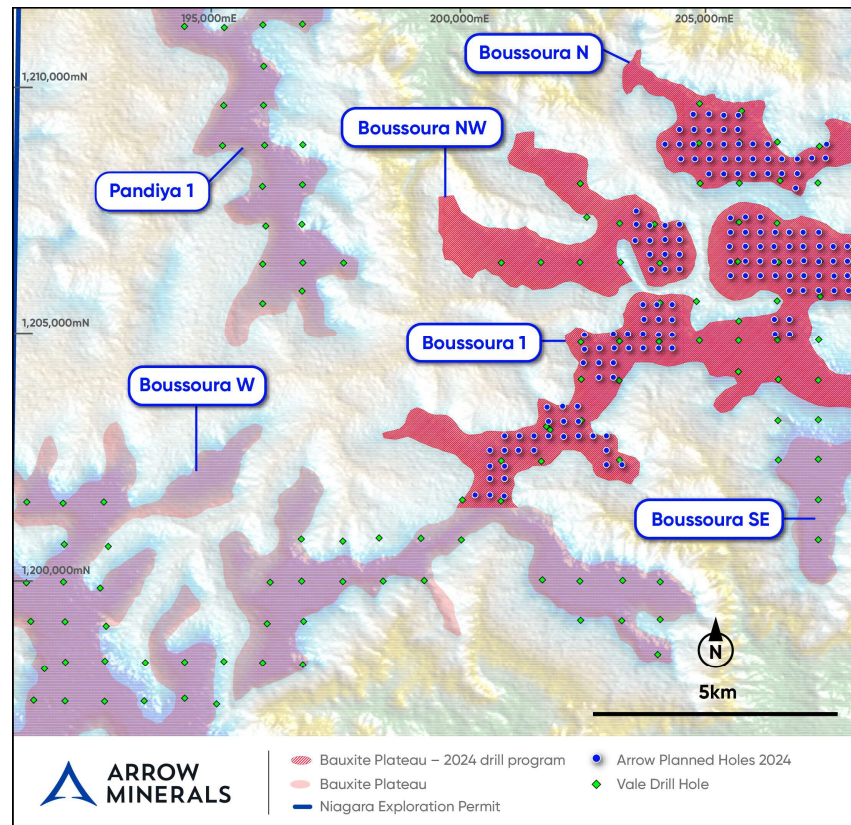 195,000mE
200,000mE
205,000mE
Boussoura N
1,210,000mN
Boussoura NW
Pandiya 1
1,205,000mN
Boussoura 1
Boussoura W
Boussoura SE
1,200,000mN
N
5km
ARROW
MINERALS
Bauxite Plateau – 2024 drill program
Bauxite Plateau
Niagara Exploration Permit
Arrow Planned Holes 2024
Vale Drill Hole